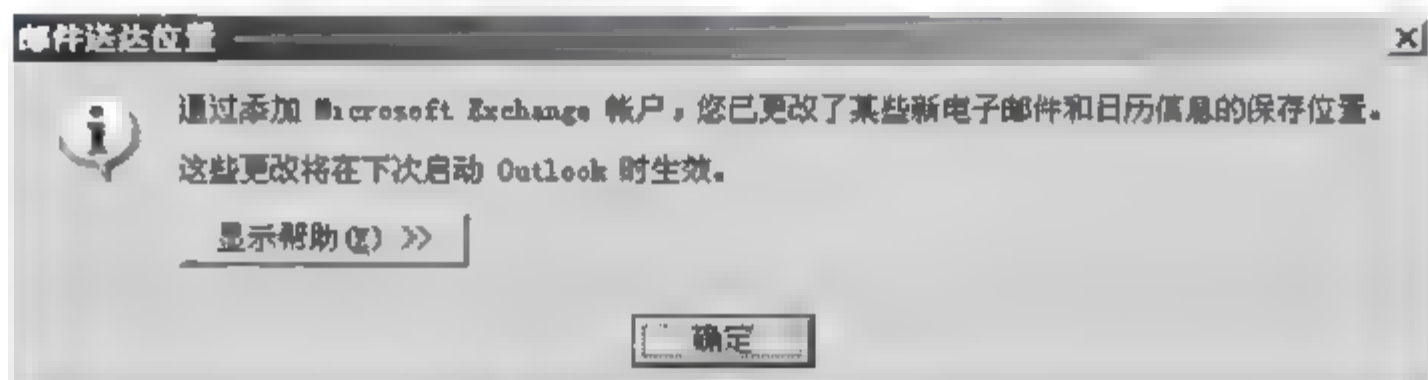 邮件送达位置
通过添加 Microsoft Exchange 帐户，您已更改了某些新电子邮件和日历信息的保存位置。
这些更改将在下次启动 Outlook 时生效。
显示帮助(E) >>
确定